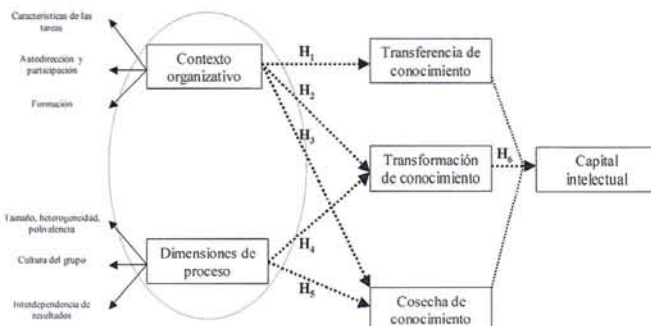 Características de las
tareas
Autodirección y
participación
Formación
Contexto
organizativo
H1
H2
H3
Transferencia de
conocimiento
Transformación
de conocimiento
H6
Capital
intelectual
Tamaño, heterogeneidad,
polivalencia
Cultura del grupo
Interdependencia de
resultados
Dimensiones de
proceso
H4
H5
Cosecha de
conocimiento